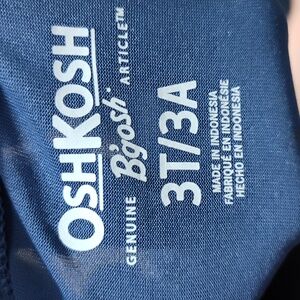 OSHKOSH
GENUINE B'gosh® ARTICLE™
3T/3A
MADE IN INDONESIA
FABRIQUÉ EN INDONÉSIE
HECHO EN INDONESIA